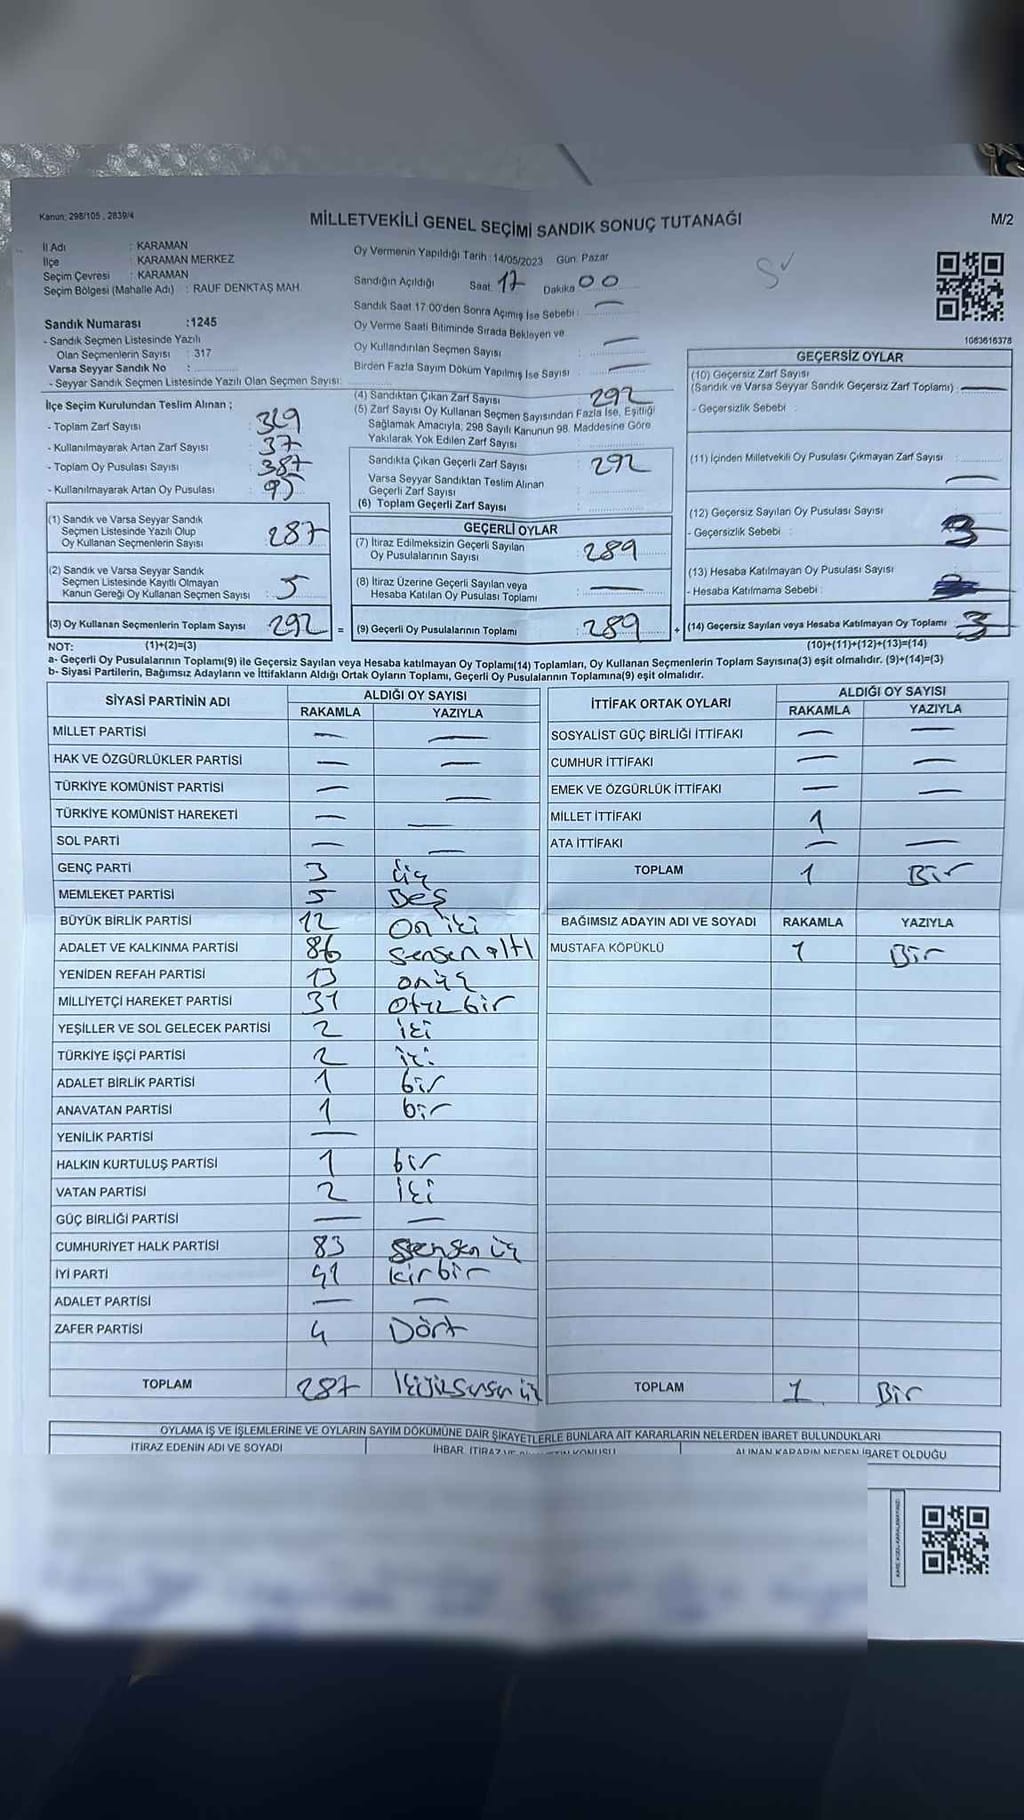 Kanun; 298/105 , 2839/4
MİLLETVEKİLİ GENEL SEÇİMİ SANDIK SONUÇ TUTANAĞI
M/2
İl Adı : KARAMAN
İlçe : KARAMAN MERKEZ
Seçim Çevresi : KARAMAN
Seçim Bölgesi (Mahalle Adı) : RAUF DENKTAŞ MAH.
Sandık Numarası :1245
- Sandık Seçmen Listesinde Yazılı
Olan Seçmenlerin Sayısı : 317
Varsa Seyyar Sandık No :
- Seyyar Sandık Seçmen Listesinde Yazılı Olan Seçmen Sayısı:
İlçe Seçim Kurulundan Teslim Alınan ;
- Toplam Zarf Sayısı 329
- Kullanılmayarak Artan Zarf Sayısı 37
- Toplam Oy Pusulası Sayısı 387
- Kullanılmayarak Artan Oy Pusulası 95
(1) Sandık ve Varsa Seyyar Sandık
Seçmen Listesinde Yazılı Olup
Oy Kullanan Seçmenlerin Sayısı 287
(2) Sandık ve Varsa Seyyar Sandık
Seçmen Listesinde Kayıtlı Olmayan
Kanun Gereği Oy Kullanan Seçmen Sayısı : 5
(3) Oy Kullanan Seçmenlerin Toplam Sayısı 292 =
Oy Vermenin Yapıldığı Tarih :14/05/2023 Gün: Pazar
Sandığın Açıldığı Saat 17 Dakika 00
Sandık Saat 17:00'den Sonra Açımış İse Sebebi : —
Oy Verme Saati Bitiminde Sırada Bekleyen ve
Oy Kullandırılan Seçmen Sayısı : —
Birden Fazla Sayım Döküm Yapılmış İse Sayısı : —
(4) Sandıktan Çıkan Zarf Sayısı 292
(5) Zarf Sayısı Oy Kullanan Seçmen Sayısından Fazla İse, Eşitliği
Sağlamak Amacıyla, 298 Sayılı Kanunun 98. Maddesine Göre
Yakılarak Yok Edilen Zarf Sayısı :
Sandıkta Çıkan Geçerli Zarf Sayısı : 292
Varsa Seyyar Sandıktan Teslim Alınan
Geçerli Zarf Sayısı :
(6) Toplam Geçerli Zarf Sayısı :
GEÇERLİ OYLAR
(7) İtiraz Edilmeksizin Geçerli Sayılan
Oy Pusulalarının Sayısı : 289
(8) İtiraz Üzerine Geçerli Sayılan veya
Hesaba Katılan Oy Pusulası Toplamı : —
(9) Geçerli Oy Pusulalarının Toplamı : 289 +
1083616378
GEÇERSİZ OYLAR
(10) Geçersiz Zarf Sayısı
(Sandık ve Varsa Seyyar Sandık Geçersiz Zarf Toplamı) : —
- Geçersizlik Sebebi :
(11) İçinden Milletvekili Oy Pusulası Çıkmayan Zarf Sayısı : —
(12) Geçersiz Sayılan Oy Pusulası Sayısı : 3
- Geçersizlik Sebebi :
(13) Hesaba Katılmayan Oy Pusulası Sayısı :
- Hesaba Katılmama Sebebi :
(14) Geçersiz Sayılan veya Hesaba Katılmayan Oy Toplamı : 3
NOT: (1)+(2)=(3) (10)+(11)+(12)+(13)=(14)
a- Geçerli Oy Pusulalarının Toplamı(9) ile Geçersiz Sayılan veya Hesaba katılmayan Oy Toplamı(14) Toplamları, Oy Kullanan Seçmenlerin Toplam Sayısına(3) eşit olmalıdır. (9)+(14)=(3)
b- Siyasi Partilerin, Bağımsız Adayların ve İttifakların Aldığı Ortak Oyların Toplamı, Geçerli Oy Pusulalarının Toplamına(9) eşit olmalıdır.
SİYASİ PARTİNİN ADI ALDIĞI OY SAYISI
RAKAMLA YAZIYLA
MİLLET PARTİSİ — —
HAK VE ÖZGÜRLÜKLER PARTİSİ — —
TÜRKİYE KOMÜNİST PARTİSİ — —
TÜRKİYE KOMÜNİST HAREKETİ — —
SOL PARTİ — —
GENÇ PARTİ 3 üç
MEMLEKET PARTİSİ 5 Beş
BÜYÜK BİRLİK PARTİSİ 12 On iki
ADALET VE KALKINMA PARTİSİ 86 sensen altı
YENİDEN REFAH PARTİSİ 13 onüç
MİLLİYETÇİ HAREKET PARTİSİ 31 otuz bir
YEŞİLLER VE SOL GELECEK PARTİSİ 2 iki
TÜRKİYE İŞÇİ PARTİSİ 2 iki
ADALET BİRLİK PARTİSİ 1 bir
ANAVATAN PARTİSİ 1 bir
YENİLİK PARTİSİ —
HALKIN KURTULUŞ PARTİSİ 1 bir
VATAN PARTİSİ 2 iki
GÜÇ BİRLİĞİ PARTİSİ — —
CUMHURİYET HALK PARTİSİ 83 sensen üç
İYİ PARTİ 41 kirbir
ADALET PARTİSİ — —
ZAFER PARTİSİ 4 Dört
TOPLAM 287
İTTİFAK ORTAK OYLARI ALDIĞI OY SAYISI
RAKAMLA YAZIYLA
SOSYALİST GÜÇ BİRLİĞİ İTTİFAKI — —
CUMHUR İTTİFAKI — —
EMEK VE ÖZGÜRLÜK İTTİFAKI — —
MİLLET İTTİFAKI 1
ATA İTTİFAKI — —
TOPLAM 1 Bir
BAĞIMSIZ ADAYIN ADI VE SOYADI RAKAMLA YAZIYLA
MUSTAFA KÖPÜKLÜ 1 Bir
TOPLAM 1 Bir
OYLAMA İŞ VE İŞLEMLERİNE VE OYLARIN SAYIM DÖKÜMÜNE DAİR ŞİKAYETLERLE BUNLARA AİT KARARLARIN NELERDEN İBARET BULUNDUKLARI
İTİRAZ EDENİN ADI VE SOYADI İHBAR, İTİRAZ KONUSU ALINAN KARARIN NEDEN İBARET OLDUĞU